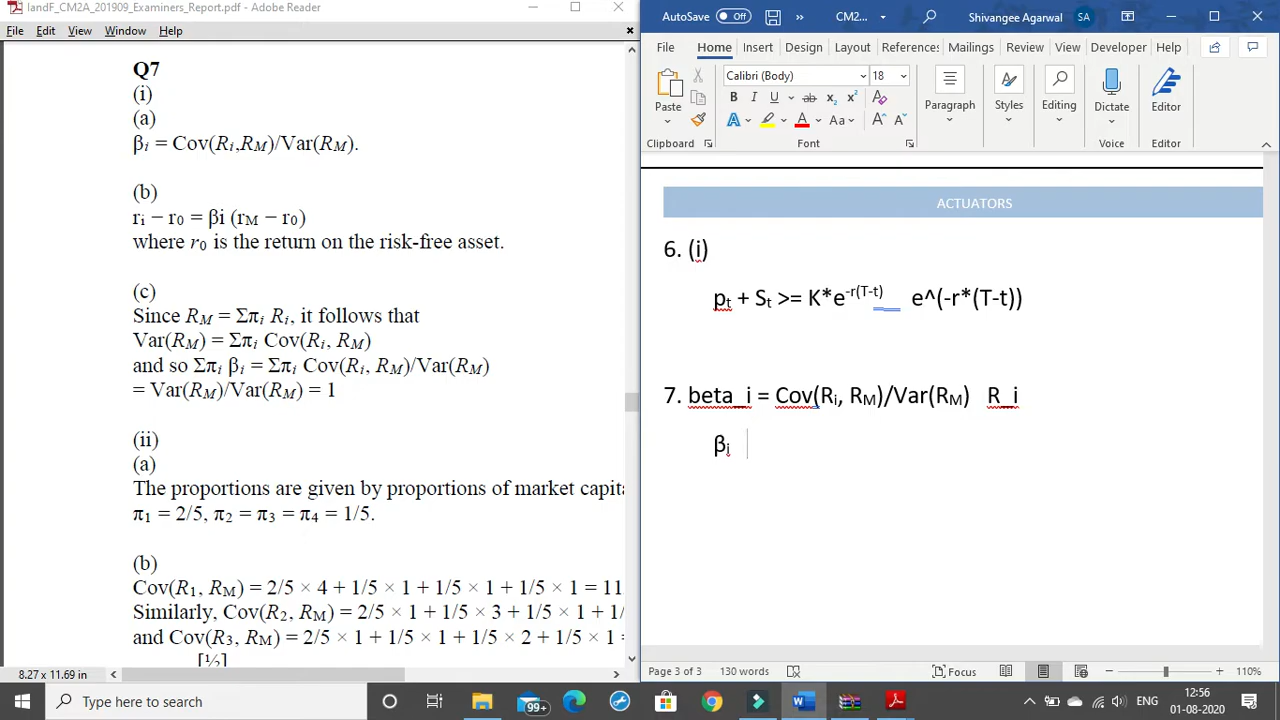 IandF_CM2A_201909_Examiners_Report.pdf - Adobe Reader
File Edit View Window Help
Q7
(i)
(a)
βi = Cov(Ri,RM)/Var(RM).
(b)
ri − r0 = βi (rM − r0)
where r0 is the return on the risk-free asset.
(c)
Since RM = Σπi Ri, it follows that
Var(RM) = Σπi Cov(Ri, RM)
and so Σπi βi = Σπi Cov(Ri, RM)/Var(RM)
= Var(RM)/Var(RM) = 1
(ii)
(a)
The proportions are given by proportions of market capit
π1 = 2/5, π2 = π3 = π4 = 1/5.
(b)
Cov(R1, RM) = 2/5 × 4 + 1/5 × 1 + 1/5 × 1 + 1/5 × 1 = 11
Similarly, Cov(R2, RM) = 2/5 × 1 + 1/5 × 3 + 1/5 × 1 + 1/
and Cov(R3, RM) = 2/5 × 1 + 1/5 × 1 + 1/5 × 2 + 1/5 × 1 =
[½]
8.27 x 11.69 in
AutoSave Off CM2... Shivangee Agarwal SA
File Home Insert Design Layout References Mailings Review View Developer Help
Paste Calibri (Body) 18 Paragraph Styles Editing Dictate Editor
B I U ab x2 x2 A
A A Aa A A
Clipboard Font Styles Voice Editor
ACTUATORS
6. (i)
pt + St >= K*e-r(T-t) e^(-r*(T-t))
7. beta_i = Cov(Ri, RM)/Var(RM) R_i
βi
Page 3 of 3 130 words Focus 110%
Type here to search 99+ ENG 12:56
01-08-2020